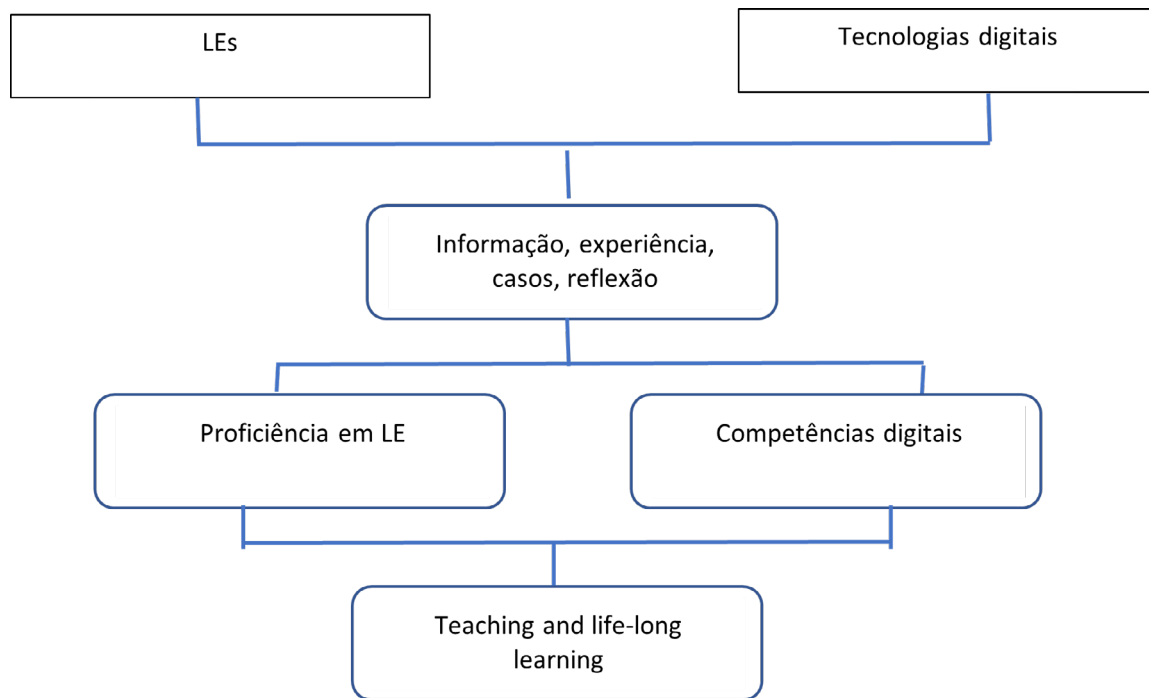 LEs
Tecnologias digitais
Informação, experiência,
casos, reflexão
Proficiência em LE
Competências digitais
Teaching and life-long
learning